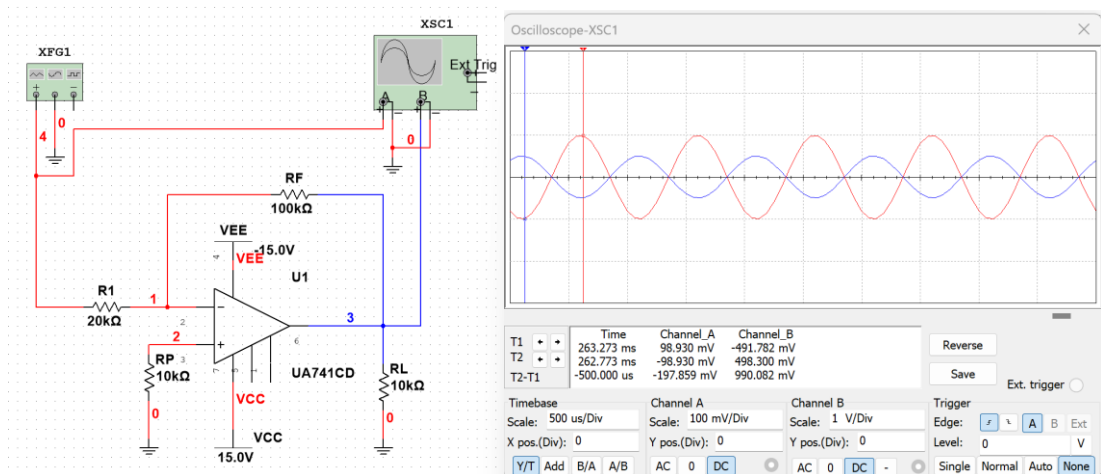 XSC1
XFG1
Ext Trig
+
-
A
B
+
-
+
-
0
4
0
RF
100kΩ
VEE
-15.0V
VEE
4
U1
R1
20kΩ
1
2
3
2
6
3
RP
10kΩ
7
5
1
UA741CD
RL
10kΩ
VCC
0
0
VCC
15.0V
Oscilloscope-XSC1
Time Channel_A Channel_B
T1 263.273 ms 98.930 mV -491.782 mV
T2 262.773 ms -98.930 mV 498.300 mV
T2-T1 -500.000 us -197.859 mV 990.082 mV
Reverse
Save
Ext. trigger
Timebase Channel A Channel B Trigger
Scale: 500 us/Div Scale: 100 mV/Div Scale: 1 V/Div Edge: A B Ext
X pos.(Div): 0 Y pos.(Div): 0 Y pos.(Div): 0 Level: 0 V
Y/T Add B/A A/B AC 0 DC AC 0 DC - Single Normal Auto None